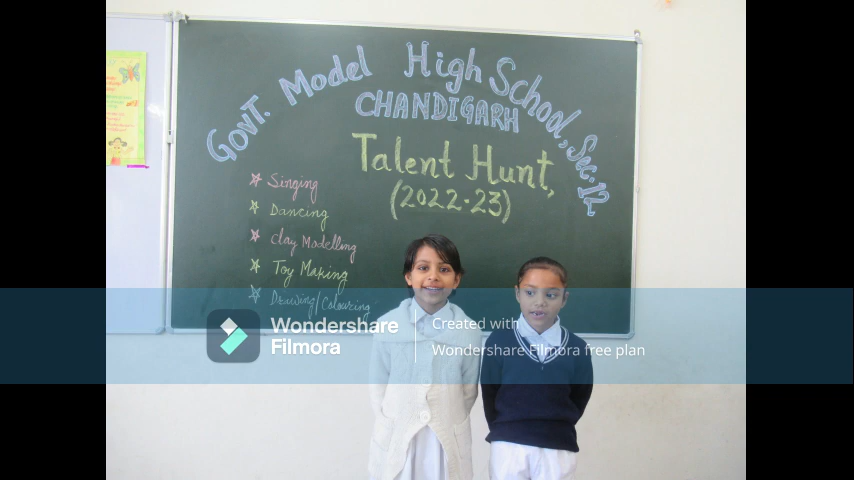 Govt. Model High School, Sec-12
CHANDIGARH
Talent Hunt,
(2022-23)
☆ Singing
☆ Dancing
☆ Clay Modelling
☆ Toy Making
☆ Drawing/Colouring
Wondershare
Filmora
Created with
Wondershare Filmora free plan